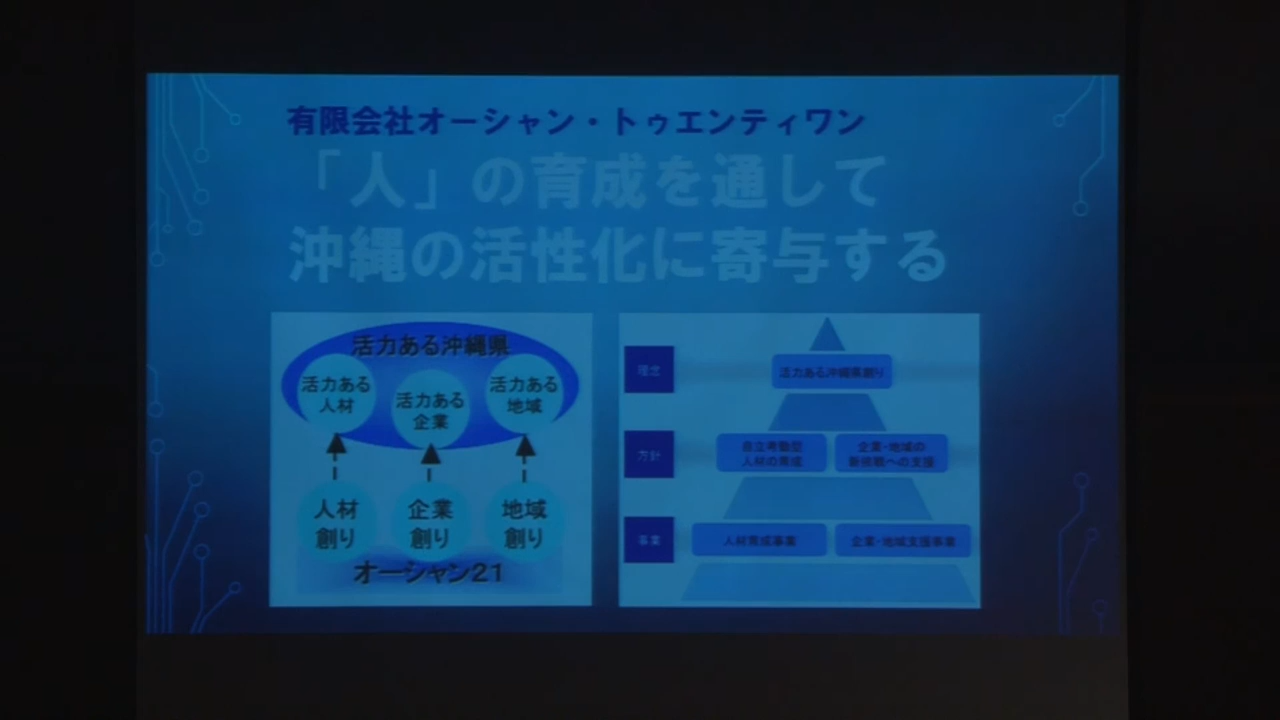 有限会社オーシャン・トゥエンティワン
「人」の育成を通して
沖縄の活性化に寄与する
活力ある沖縄県
活力ある
人材
活力ある
企業
活力ある
地域
人材
創り
企業
創り
地域
創り
オーシャン21
理念
活力ある沖縄県創り
方針
自立考動型
人材の育成
企業・地域の
新挑戦への支援
事業
人材育成事業
企業・地域支援事業